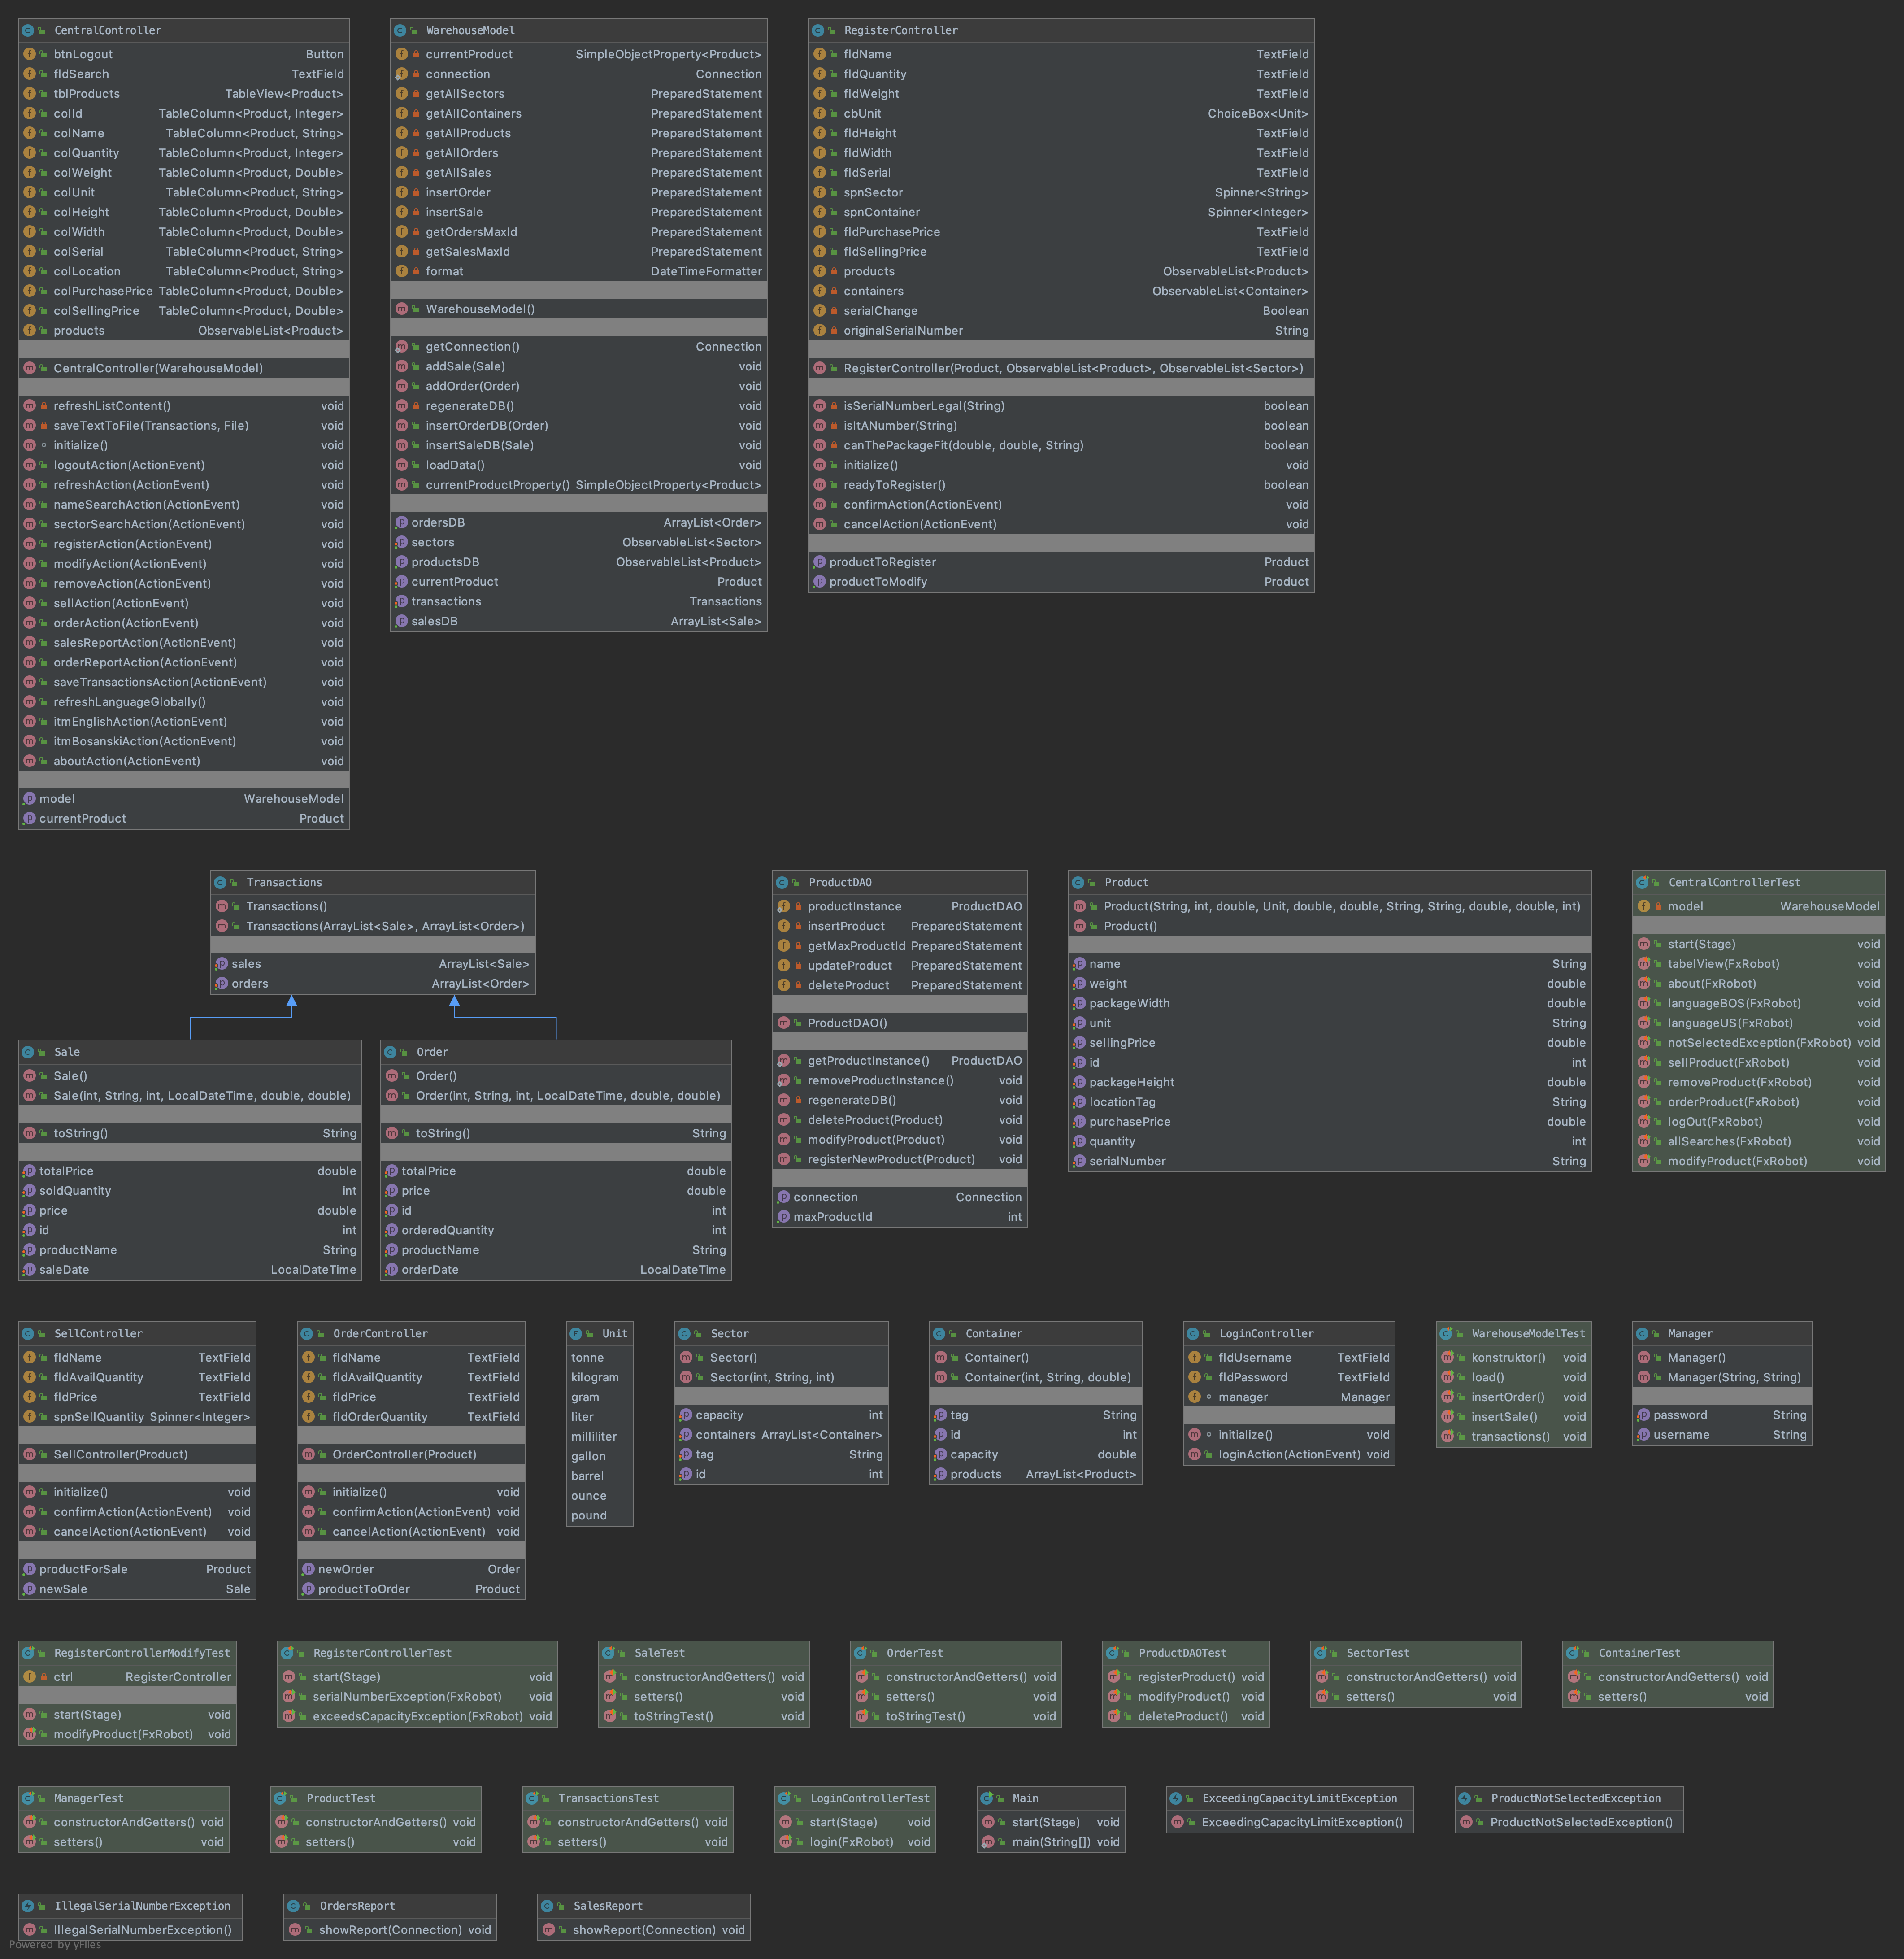 CentralController
btnLogout Button
fldSearch TextField
tblProducts TableView<Product>
colId TableColumn<Product, Integer>
colName TableColumn<Product, String>
colQuantity TableColumn<Product, Integer>
colWeight TableColumn<Product, Double>
colUnit TableColumn<Product, String>
colHeight TableColumn<Product, Double>
colWidth TableColumn<Product, Double>
colSerial TableColumn<Product, String>
colLocation TableColumn<Product, String>
colPurchasePrice TableColumn<Product, Double>
colSellingPrice TableColumn<Product, Double>
products ObservableList<Product>
CentralController(WarehouseModel)
refreshListContent() void
saveTextToFile(Transactions, File) void
initialize() void
logoutAction(ActionEvent) void
refreshAction(ActionEvent) void
nameSearchAction(ActionEvent) void
sectorSearchAction(ActionEvent) void
registerAction(ActionEvent) void
modifyAction(ActionEvent) void
removeAction(ActionEvent) void
sellAction(ActionEvent) void
orderAction(ActionEvent) void
salesReportAction(ActionEvent) void
orderReportAction(ActionEvent) void
saveTransactionsAction(ActionEvent) void
refreshLanguageGlobally() void
itmEnglishAction(ActionEvent) void
itmBosanskiAction(ActionEvent) void
aboutAction(ActionEvent) void
model WarehouseModel
currentProduct Product
WarehouseModel
currentProduct SimpleObjectProperty<Product>
connection Connection
getAllSectors PreparedStatement
getAllContainers PreparedStatement
getAllProducts PreparedStatement
getAllOrders PreparedStatement
getAllSales PreparedStatement
insertOrder PreparedStatement
insertSale PreparedStatement
getOrdersMaxId PreparedStatement
getSalesMaxId PreparedStatement
format DateTimeFormatter
WarehouseModel()
getConnection() Connection
addSale(Sale) void
addOrder(Order) void
regenerateDB() void
insertOrderDB(Order) void
insertSaleDB(Sale) void
loadData() void
currentProductProperty() SimpleObjectProperty<Product>
ordersDB ArrayList<Order>
sectors ObservableList<Sector>
productsDB ObservableList<Product>
currentProduct Product
transactions Transactions
salesDB ArrayList<Sale>
RegisterController
fldName TextField
fldQuantity TextField
fldWeight TextField
cbUnit ChoiceBox<Unit>
fldHeight TextField
fldWidth TextField
fldSerial TextField
spnSector Spinner<String>
spnContainer Spinner<Integer>
fldPurchasePrice TextField
fldSellingPrice TextField
products ObservableList<Product>
containers ObservableList<Container>
serialChange Boolean
originalSerialNumber String
RegisterController(Product, ObservableList<Product>, ObservableList<Sector>)
isSerialNumberLegal(String) boolean
isItANumber(String) boolean
canThePackageFit(double, double, String) boolean
initialize() void
readyToRegister() boolean
confirmAction(ActionEvent) void
cancelAction(ActionEvent) void
productToRegister Product
productToModify Product
Transactions
Transactions()
Transactions(ArrayList<Sale>, ArrayList<Order>)
sales ArrayList<Sale>
orders ArrayList<Order>
Sale
Sale()
Sale(int, String, int, LocalDateTime, double, double)
toString() String
totalPrice double
soldQuantity int
price double
id int
productName String
saleDate LocalDateTime
Order
Order()
Order(int, String, int, LocalDateTime, double, double)
toString() String
totalPrice double
price double
id int
orderedQuantity int
productName String
orderDate LocalDateTime
ProductDAO
productInstance ProductDAO
insertProduct PreparedStatement
getMaxProductId PreparedStatement
updateProduct PreparedStatement
deleteProduct PreparedStatement
ProductDAO()
getProductInstance() ProductDAO
removeProductInstance() void
regenerateDB() void
deleteProduct(Product) void
modifyProduct(Product) void
registerNewProduct(Product) void
connection Connection
maxProductId int
Product
Product(String, int, double, Unit, double, double, String, String, double, double, int)
Product()
name String
weight double
packageWidth double
unit String
sellingPrice double
id int
packageHeight double
locationTag String
purchasePrice double
quantity int
serialNumber String
CentralControllerTest
model WarehouseModel
start(Stage) void
tabelView(FxRobot) void
about(FxRobot) void
languageBOS(FxRobot) void
languageUS(FxRobot) void
notSelectedException(FxRobot) void
sellProduct(FxRobot) void
removeProduct(FxRobot) void
orderProduct(FxRobot) void
logOut(FxRobot) void
allSearches(FxRobot) void
modifyProduct(FxRobot) void
SellController
fldName TextField
fldAvailQuantity TextField
fldPrice TextField
spnSellQuantity Spinner<Integer>
SellController(Product)
initialize() void
confirmAction(ActionEvent) void
cancelAction(ActionEvent) void
productForSale Product
newSale Sale
OrderController
fldName TextField
fldAvailQuantity TextField
fldPrice TextField
fldOrderQuantity TextField
OrderController(Product)
initialize() void
confirmAction(ActionEvent) void
cancelAction(ActionEvent) void
newOrder Order
productToOrder Product
Unit
tonne
kilogram
gram
liter
milliliter
gallon
barrel
ounce
pound
Sector
Sector()
Sector(int, String, int)
capacity int
containers ArrayList<Container>
tag String
id int
Container
Container()
Container(int, String, double)
tag String
id int
capacity double
products ArrayList<Product>
LoginController
fldUsername TextField
fldPassword TextField
manager Manager
initialize() void
loginAction(ActionEvent) void
WarehouseModelTest
konstruktor() void
load() void
insertOrder() void
insertSale() void
transactions() void
Manager
Manager()
Manager(String, String)
password String
username String
RegisterControllerModifyTest
ctrl RegisterController
start(Stage) void
modifyProduct(FxRobot) void
RegisterControllerTest
start(Stage) void
serialNumberException(FxRobot) void
exceedsCapacityException(FxRobot) void
SaleTest
constructorAndGetters() void
setters() void
toStringTest() void
OrderTest
constructorAndGetters() void
setters() void
toStringTest() void
ProductDAOTest
registerProduct() void
modifyProduct() void
deleteProduct() void
SectorTest
constructorAndGetters() void
setters() void
ContainerTest
constructorAndGetters() void
setters() void
ManagerTest
constructorAndGetters() void
setters() void
ProductTest
constructorAndGetters() void
setters() void
TransactionsTest
constructorAndGetters() void
setters() void
LoginControllerTest
start(Stage) void
login(FxRobot) void
Main
start(Stage) void
main(String[]) void
ExceedingCapacityLimitException
ExceedingCapacityLimitException()
ProductNotSelectedException
ProductNotSelectedException()
IllegalSerialNumberException
IllegalSerialNumberException()
OrdersReport
showReport(Connection) void
SalesReport
showReport(Connection) void
Powered by yFiles